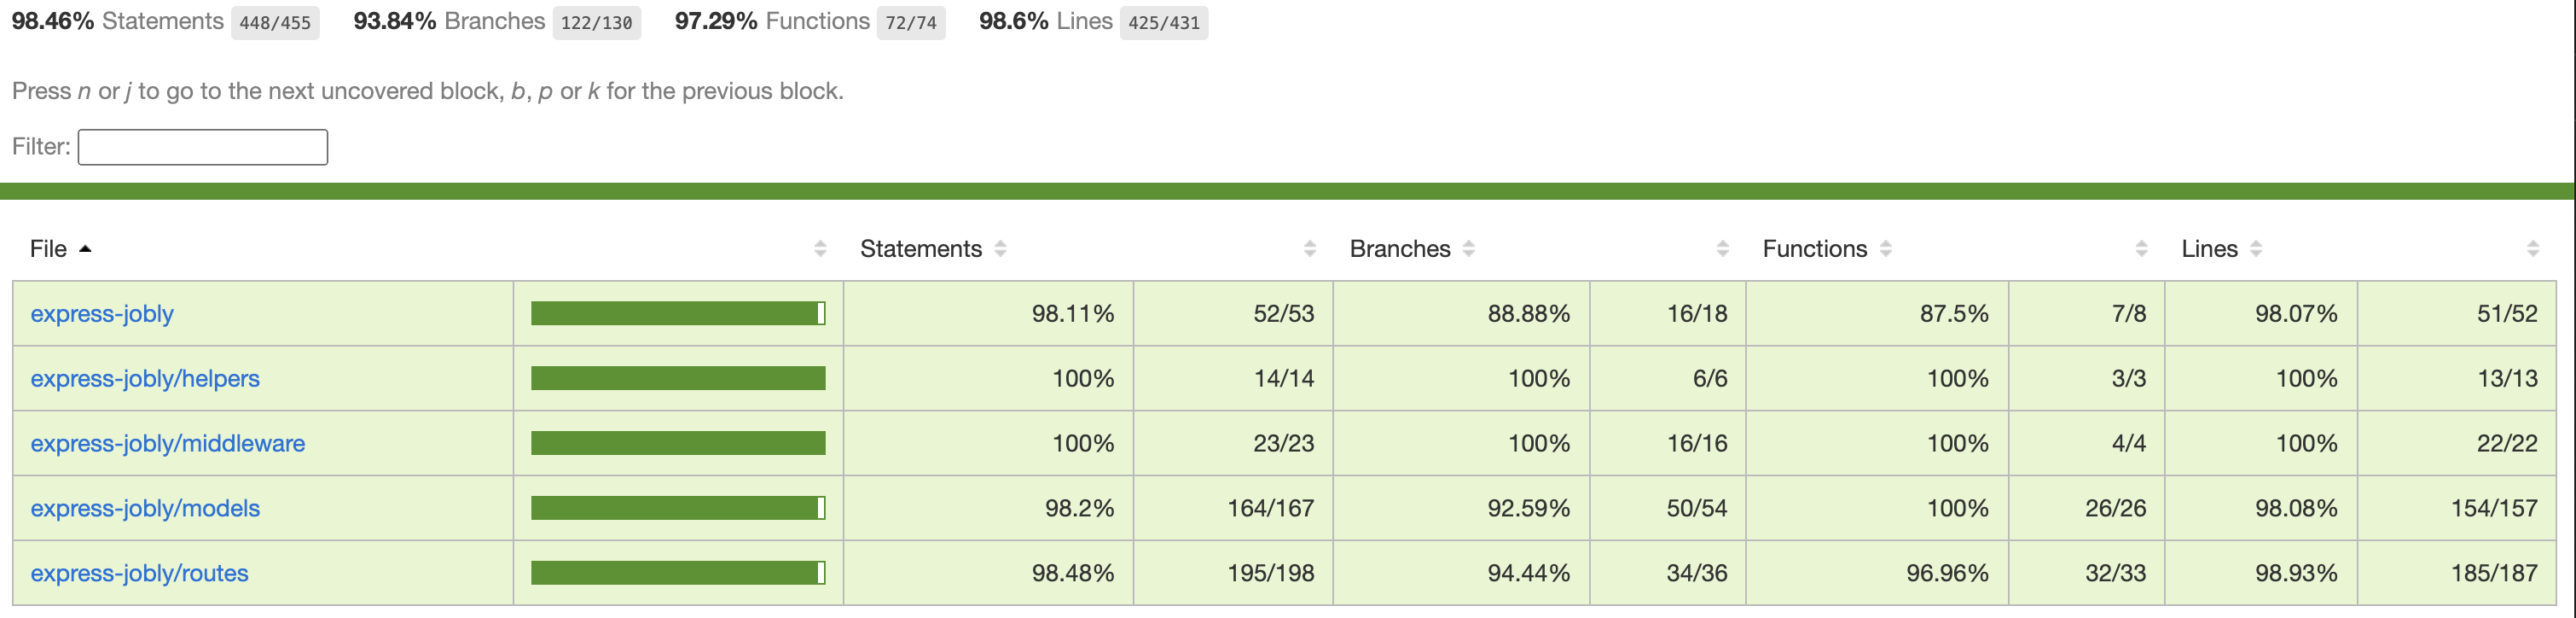 98.46% Statements 448/455 93.84% Branches 122/130 97.29% Functions 72/74 98.6% Lines 425/431
Press n or j to go to the next uncovered block, b, p or k for the previous block.
Filter:
File Statements Branches Functions Lines
express-jobly 98.11% 52/53 88.88% 16/18 87.5% 7/8 98.07% 51/52
express-jobly/helpers 100% 14/14 100% 6/6 100% 3/3 100% 13/13
express-jobly/middleware 100% 23/23 100% 16/16 100% 4/4 100% 22/22
express-jobly/models 98.2% 164/167 92.59% 50/54 100% 26/26 98.08% 154/157
express-jobly/routes 98.48% 195/198 94.44% 34/36 96.96% 32/33 98.93% 185/187